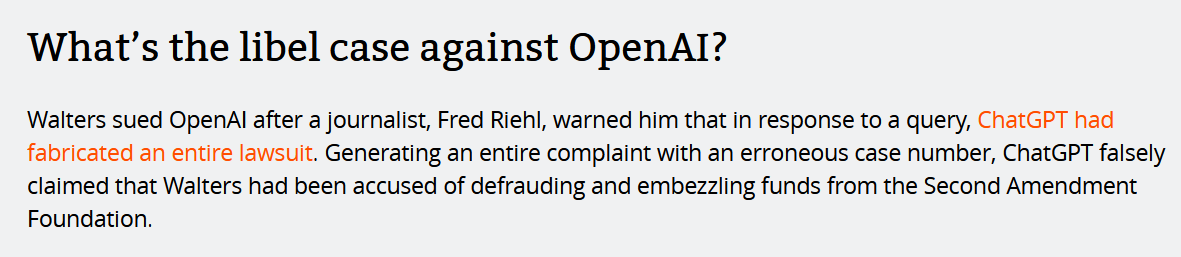 What’s the libel case against OpenAI?
Walters sued OpenAI after a journalist, Fred Riehl, warned him that in response to a query, ChatGPT had
fabricated an entire lawsuit. Generating an entire complaint with an erroneous case number, ChatGPT falsely
claimed that Walters had been accused of defrauding and embezzling funds from the Second Amendment
Foundation.